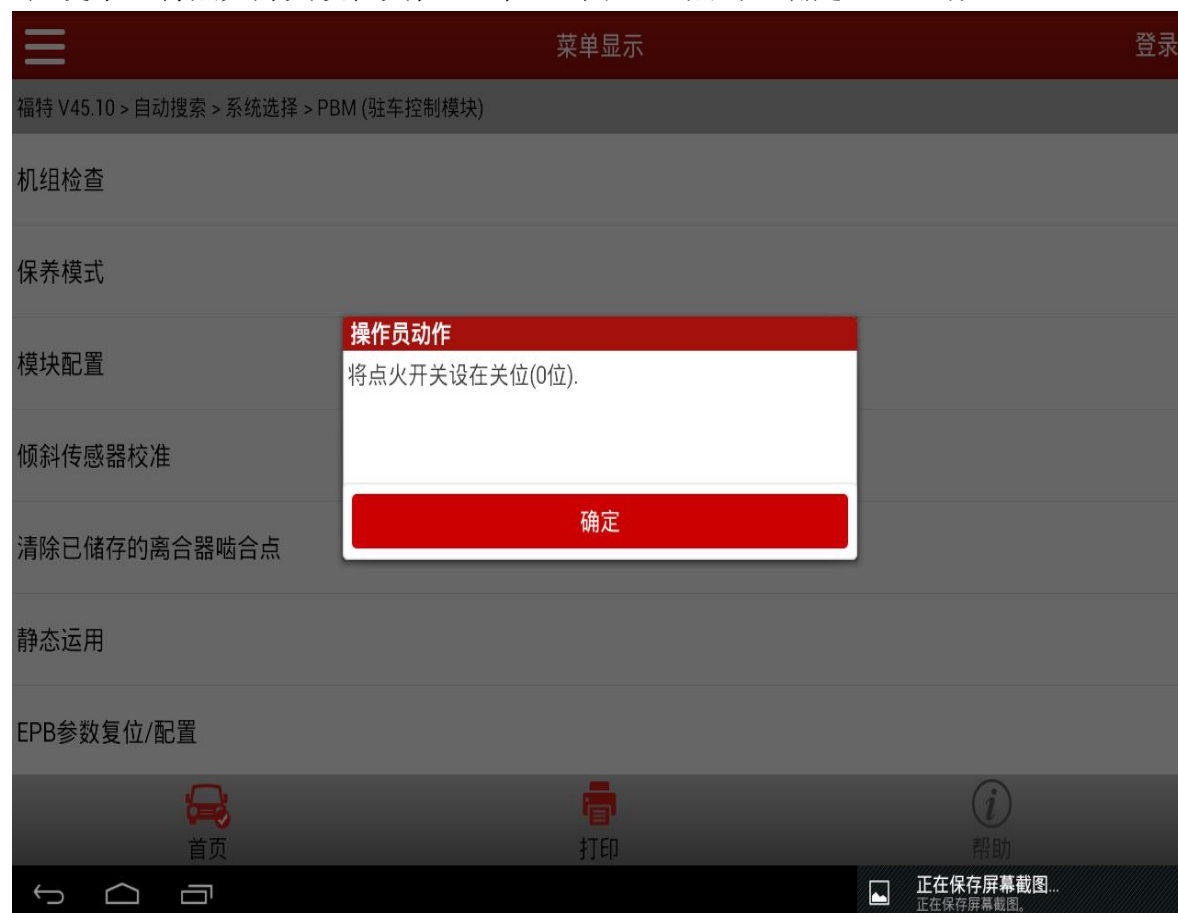 菜单显示
登录
福特 V45.10 > 自动搜索 > 系统选择 > PBM (驻车控制模块)
机组检查
保养模式
模块配置
倾斜传感器校准
清除已储存的离合器啮合点
静态运用
EPB参数复位/配置
操作员动作
将点火开关设在关位(0位).
确定
首页
打印
帮助
正在保存屏幕截图...
正在保存屏幕截图。